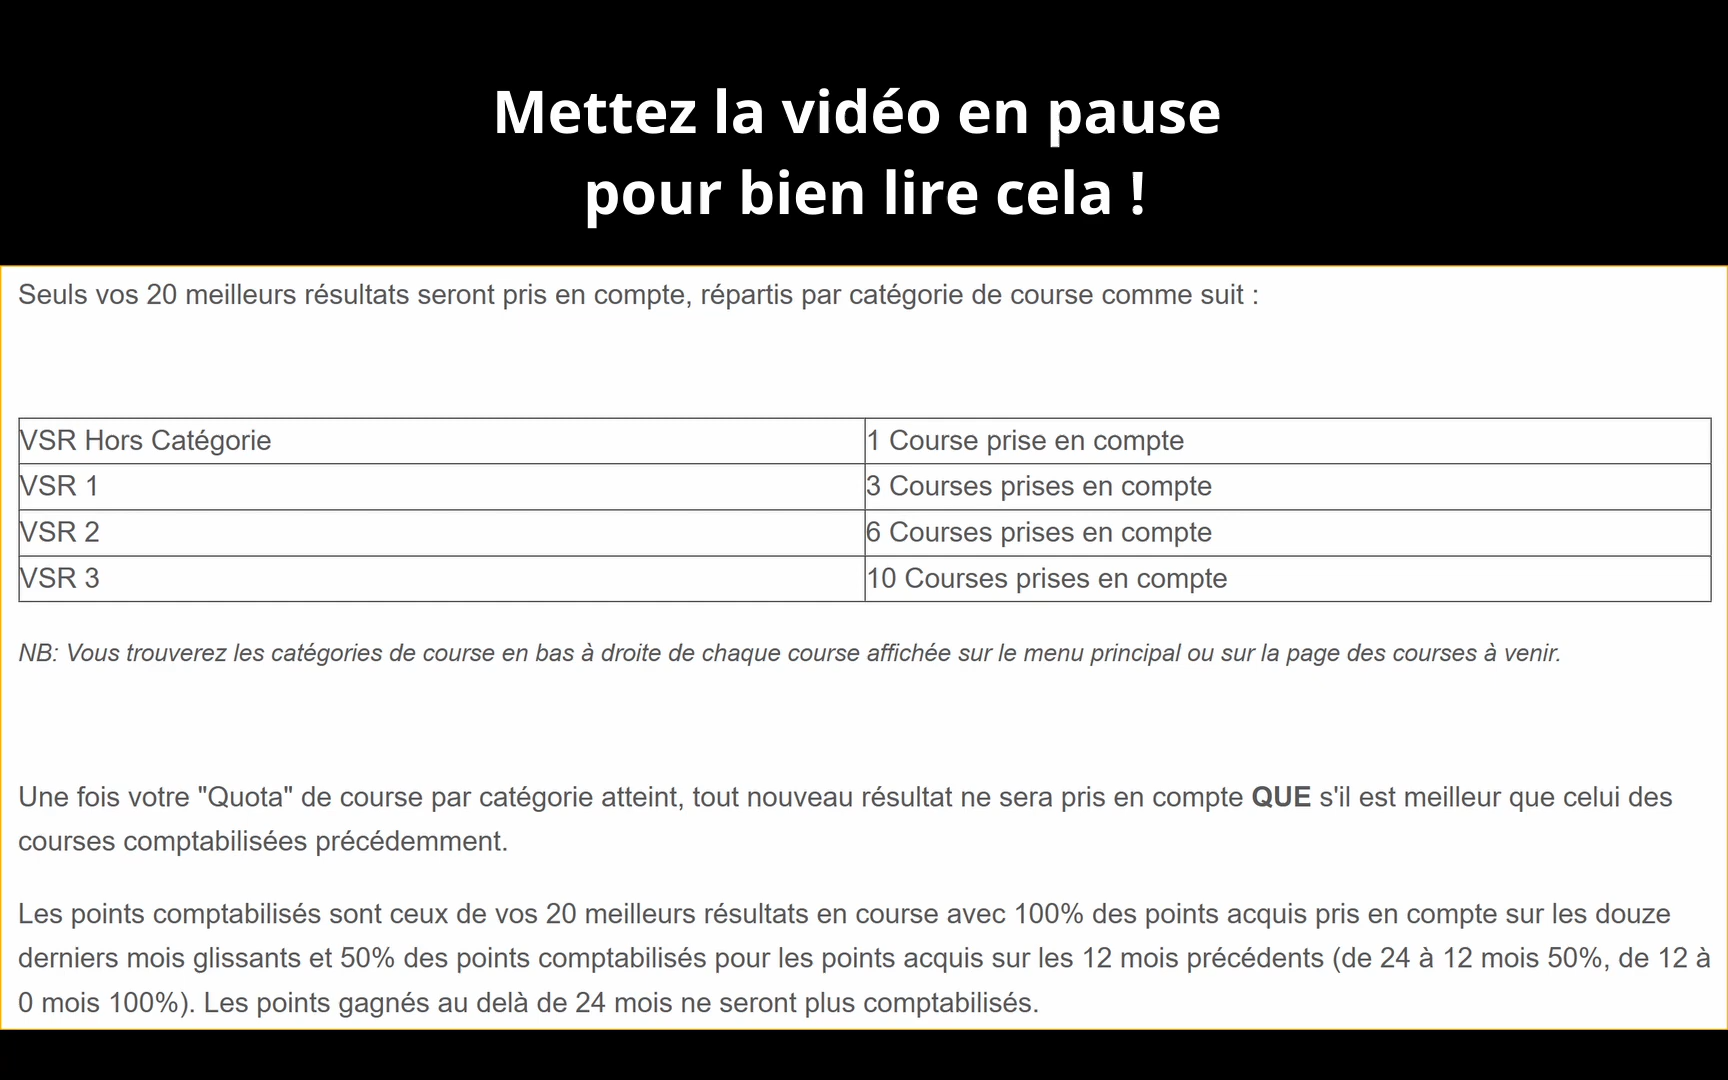 Mettez la vidéo en pause
pour bien lire cela !
Seuls vos 20 meilleurs résultats seront pris en compte, répartis par catégorie de course comme suit :
VSR Hors Catégorie 1 Course prise en compte
VSR 1 3 Courses prises en compte
VSR 2 6 Courses prises en compte
VSR 3 10 Courses prises en compte
NB: Vous trouverez les catégories de course en bas à droite de chaque course affichée sur le menu principal ou sur la page des courses à venir.
Une fois votre "Quota" de course par catégorie atteint, tout nouveau résultat ne sera pris en compte QUE s'il est meilleur que celui des
courses comptabilisées précédemment.
Les points comptabilisés sont ceux de vos 20 meilleurs résultats en course avec 100% des points acquis pris en compte sur les douze
derniers mois glissants et 50% des points comptabilisés pour les points acquis sur les 12 mois précédents (de 24 à 12 mois 50%, de 12 à
0 mois 100%). Les points gagnés au delà de 24 mois ne seront plus comptabilisés.